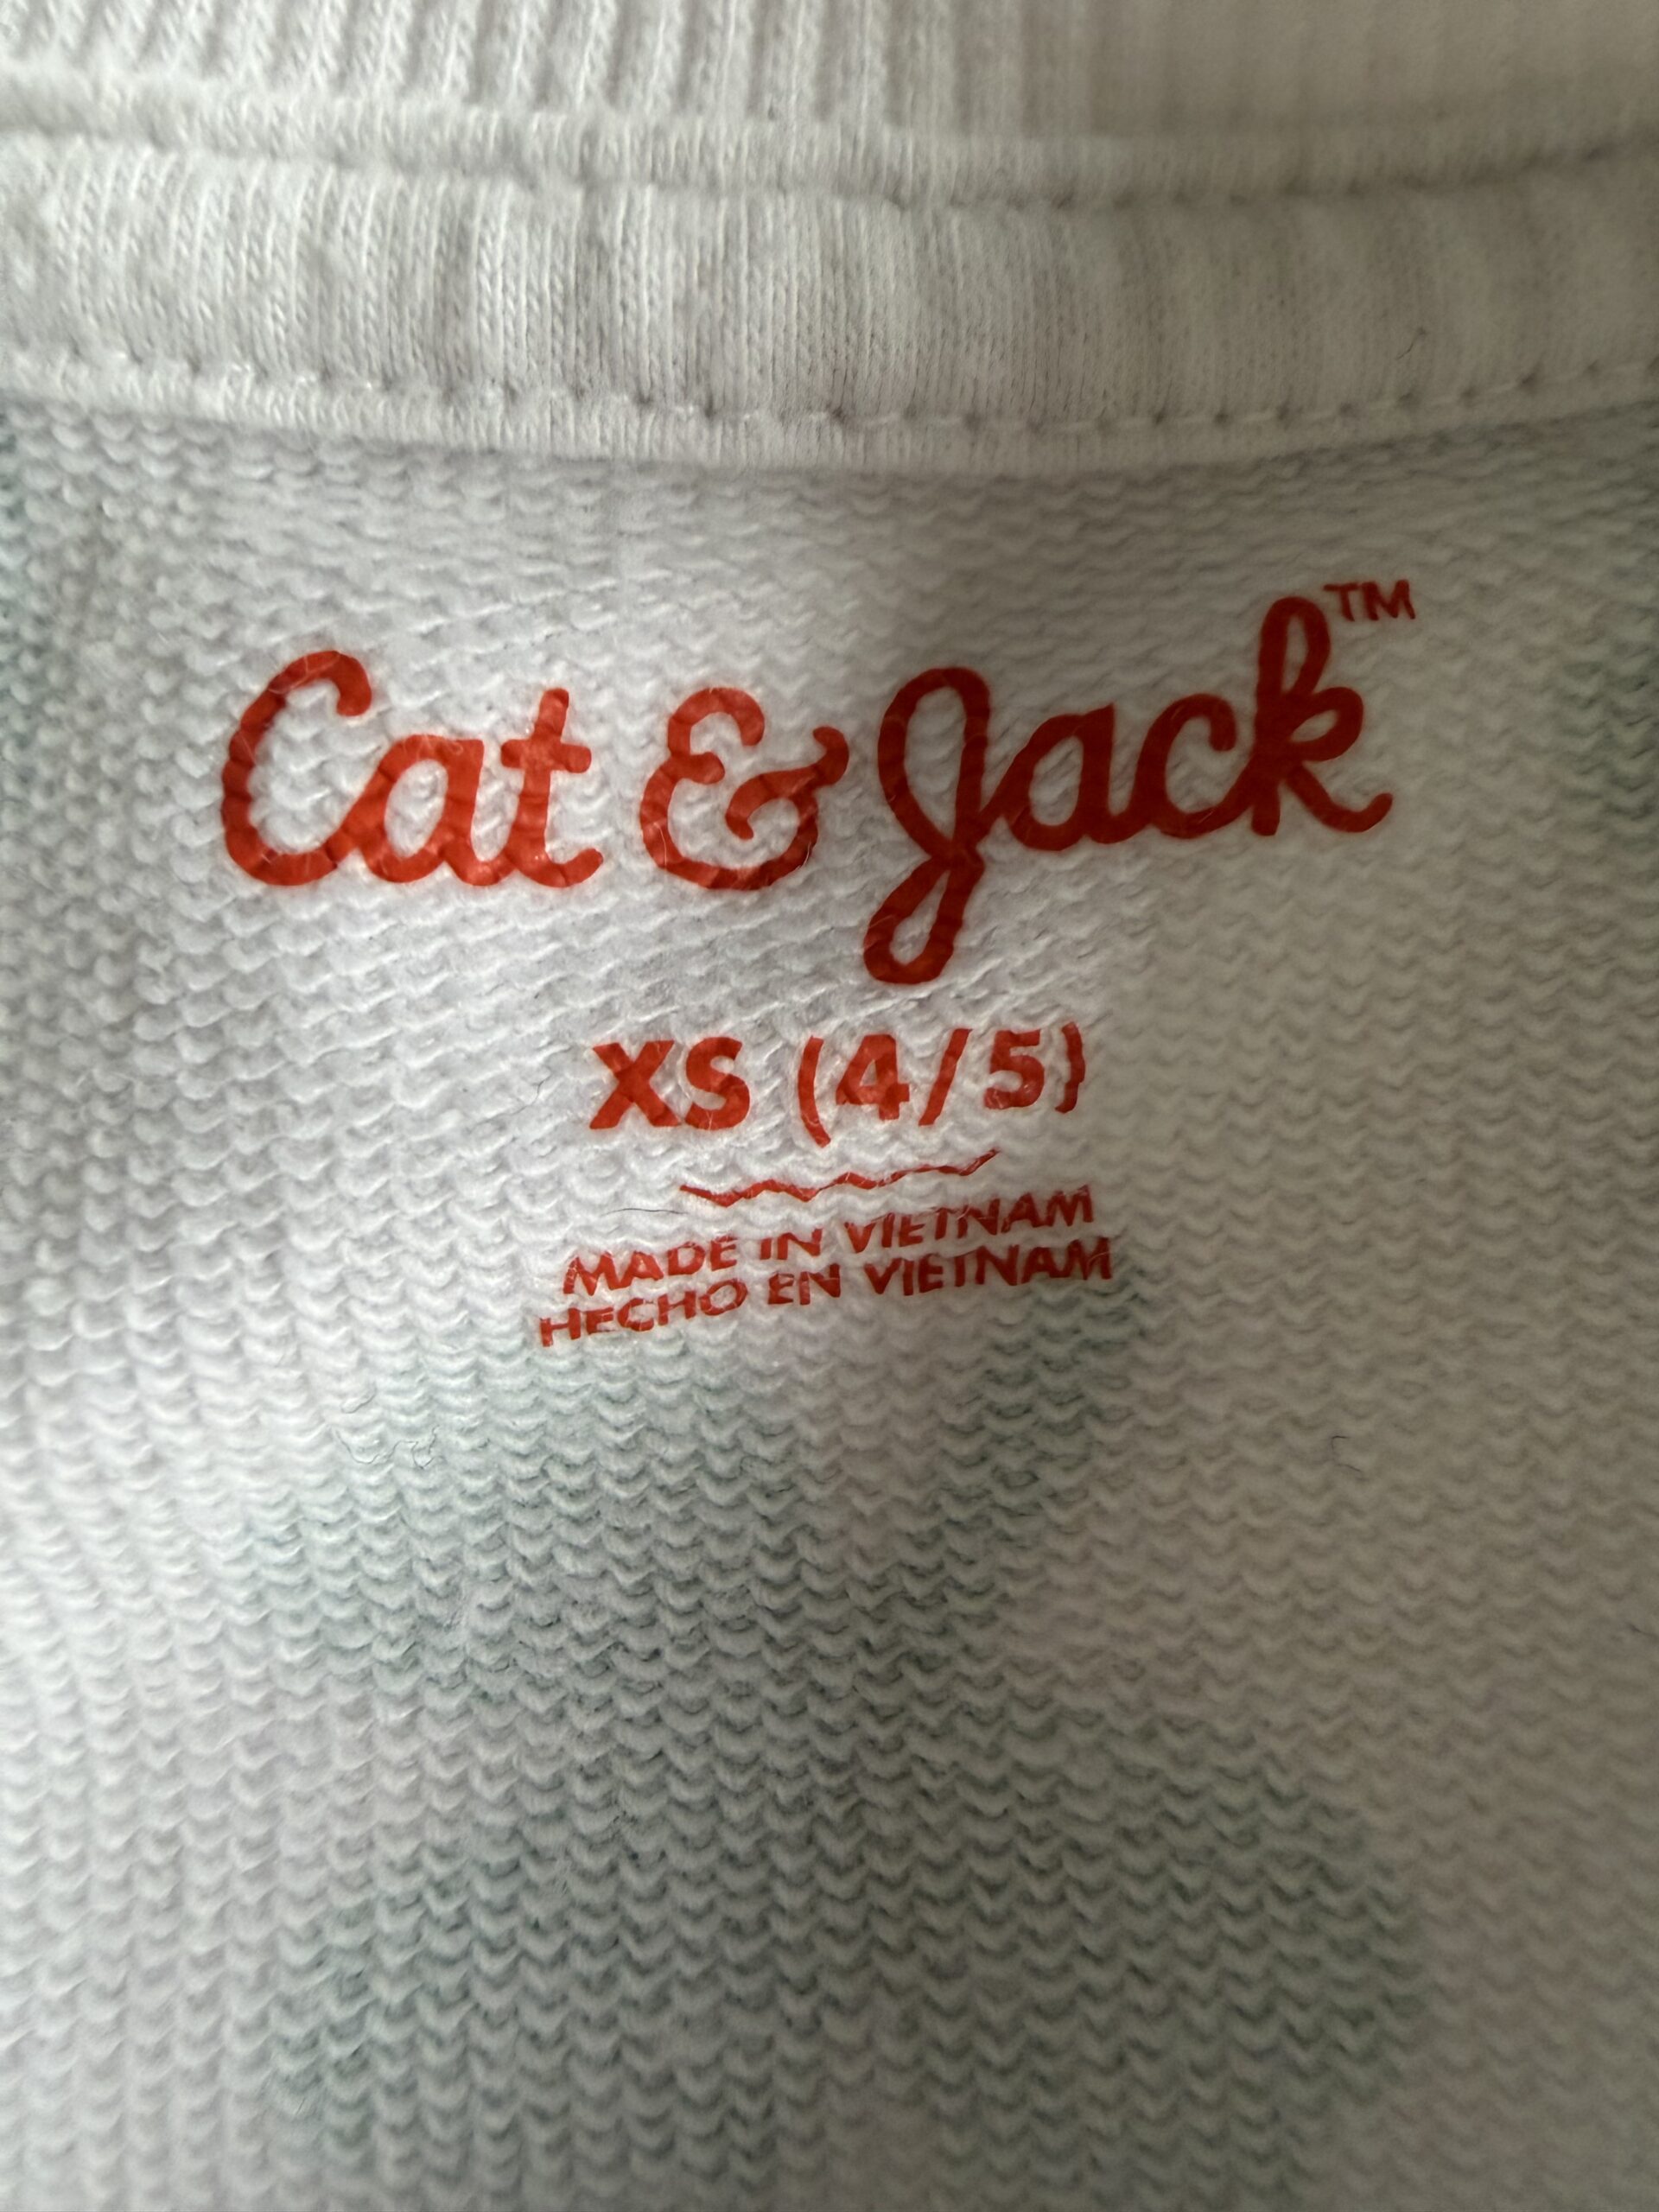 Cat & Jack™
XS (4/5)
MADE IN VIETNAM
HECHO EN VIETNAM